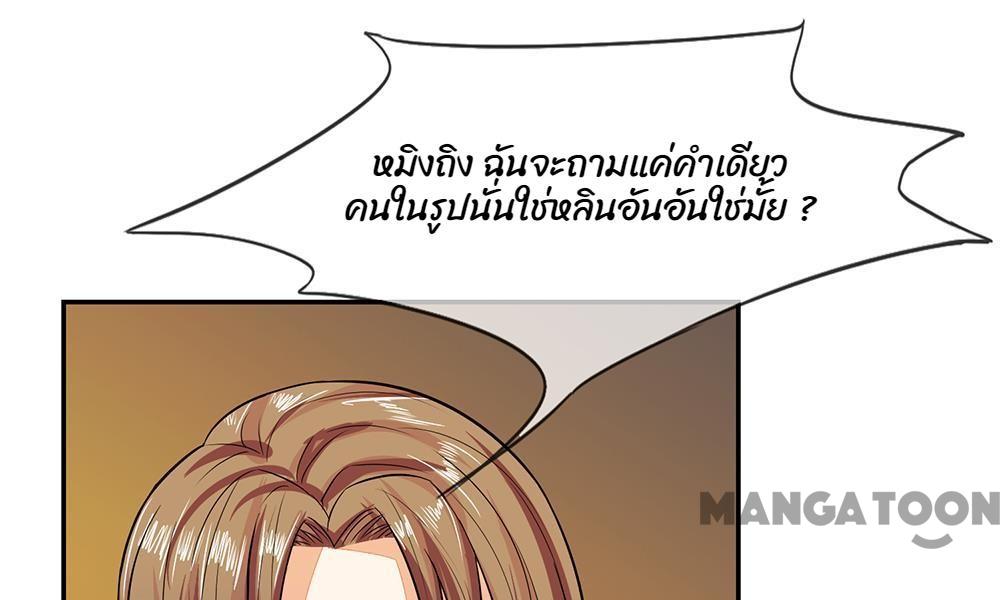 หมิงถิง ฉันจะถามแค่คำเดียว
คนในรูปนั่นใช่หลินอันอันใช่มั้ย ?
MANGATOON